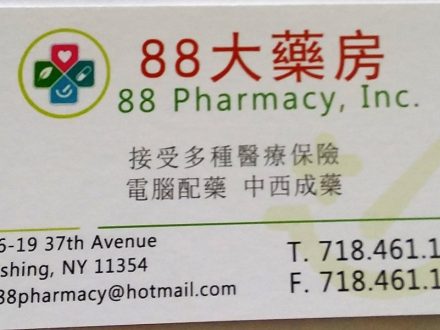 88大藥房
88 Pharmacy, Inc.
接受多種醫療保險
電腦配藥 中西成藥
6-19 37th Avenue
shing, NY 11354
88pharmacy@hotmail.com
T. 718.461.1
F. 718.461.1